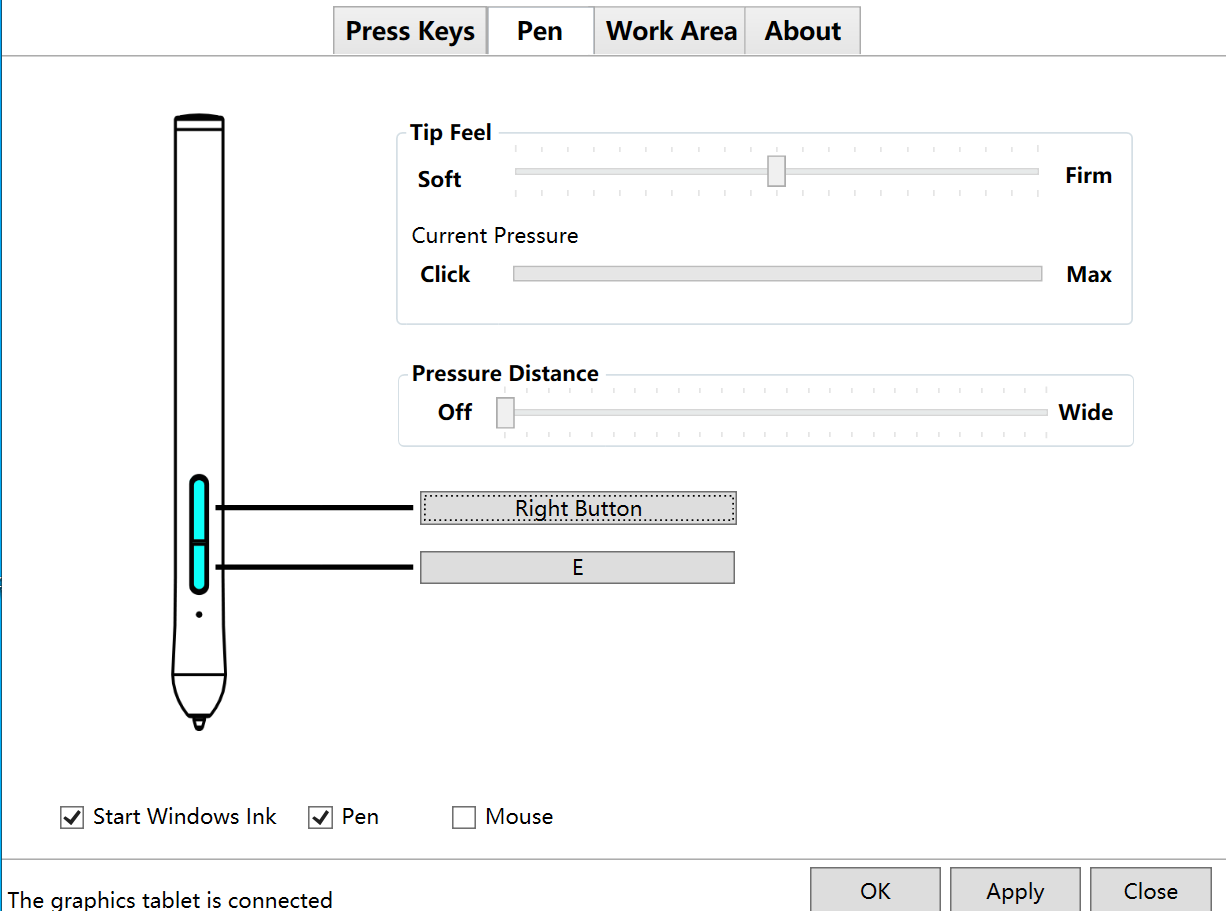 Press Keys Pen Work Area About
Tip Feel
Soft Firm
Current Pressure
Click Max
Pressure Distance
Off Wide
Right Button
E
Start Windows Ink Pen Mouse
OK Apply Close
The graphics tablet is connected